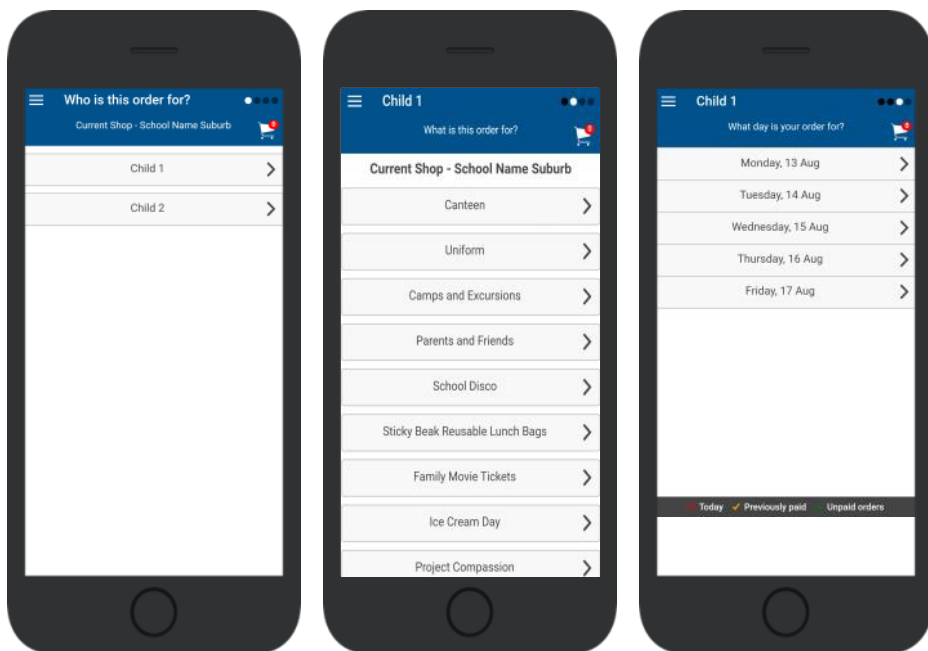 Who is this order for?
Current Shop - School Name Suburb
Child 1
Child 2
Child 1
What is this order for?
Current Shop - School Name Suburb
Canteen
Uniform
Camps and Excursions
Parents and Friends
School Disco
Sticky Beak Reusable Lunch Bags
Family Movie Tickets
Ice Cream Day
Project Compassion
Child 1
What day is your order for?
Monday, 13 Aug
Tuesday, 14 Aug
Wednesday, 15 Aug
Thursday, 16 Aug
Friday, 17 Aug
Today Previously paid Unpaid orders